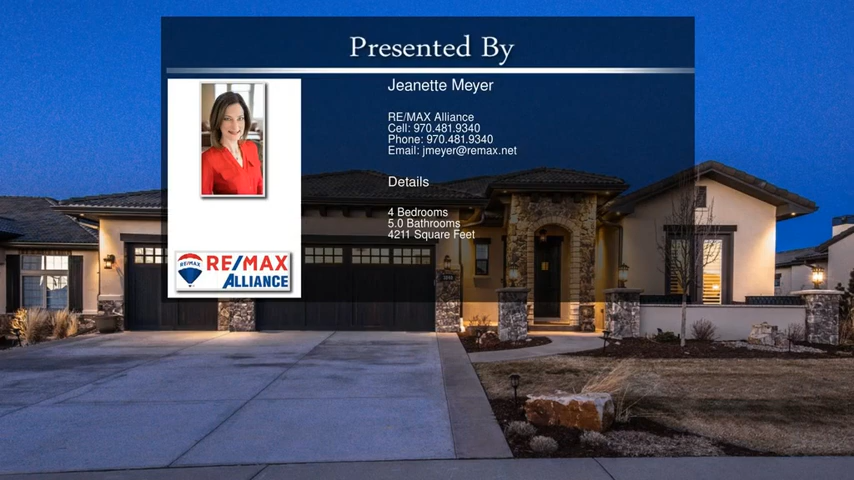 Presented By
Jeanette Meyer
RE/MAX Alliance
Cell: 970.481.9340
Phone: 970.481.9340
Email: jmeyer@remax.net
Details
4 Bedrooms
5.0 Bathrooms
4211 Square Feet
RE/MAX
RE/MAX
ALLIANCE